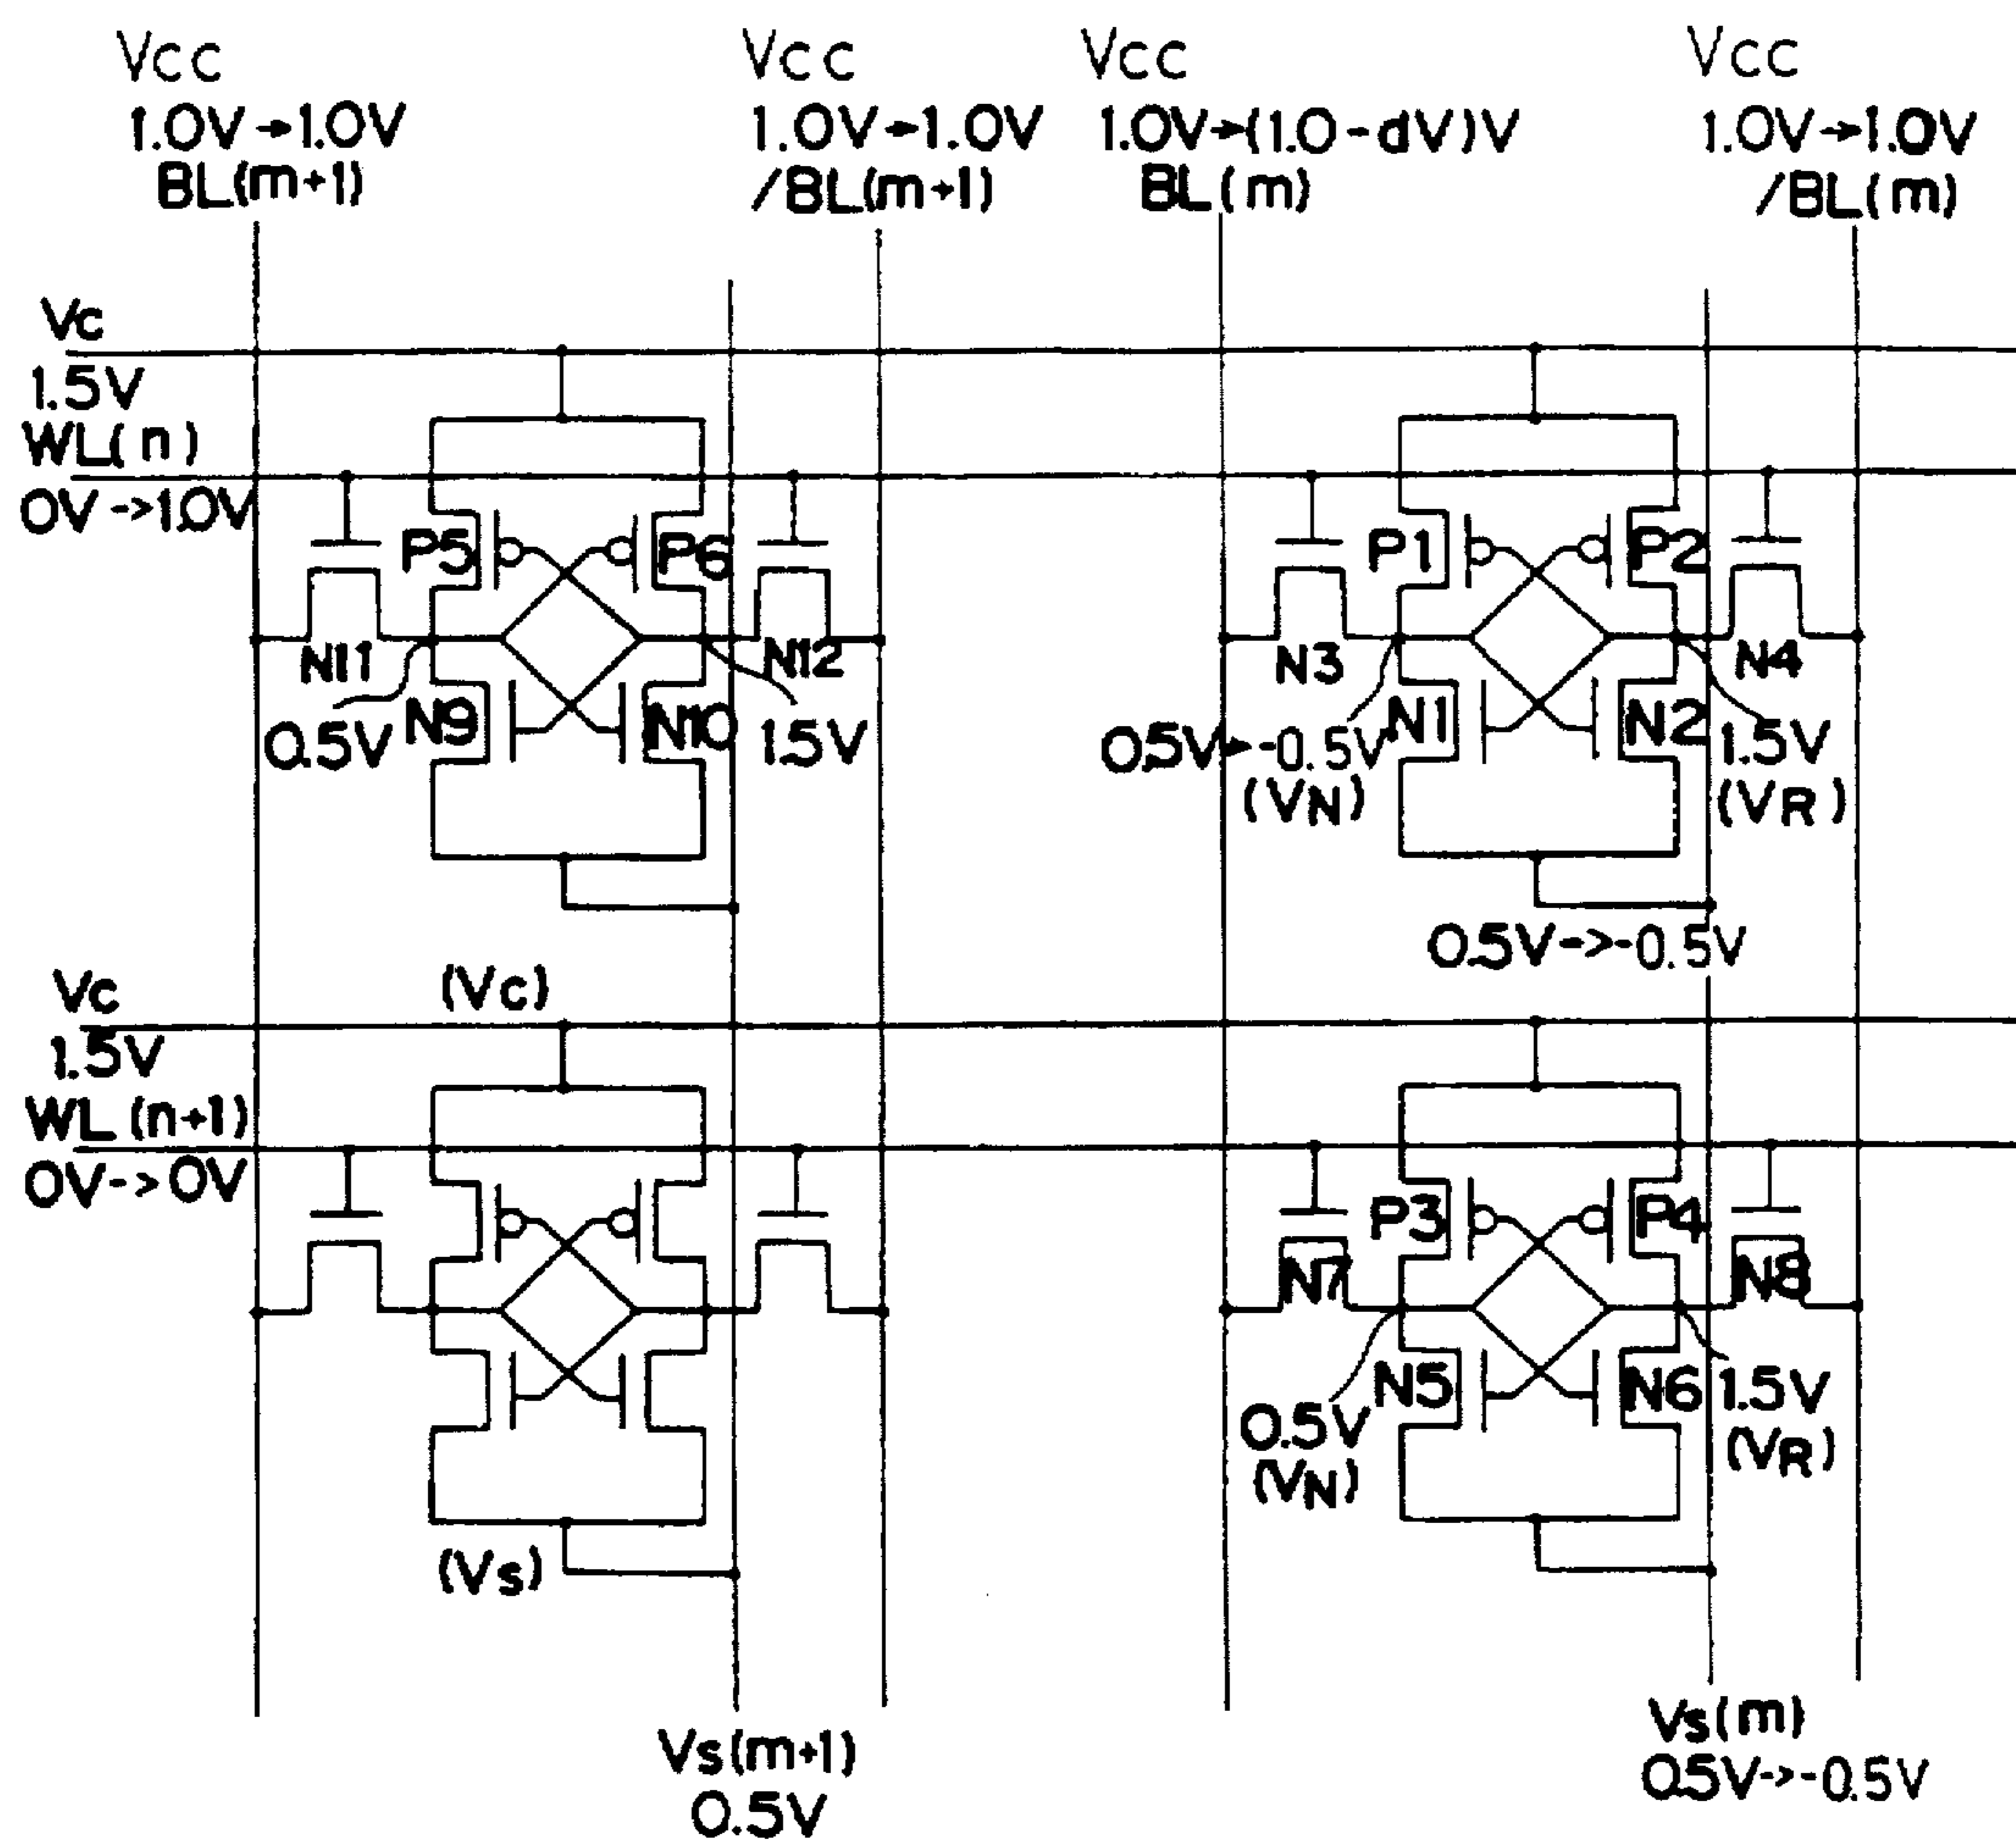 Vcc
1.0V→1.0V
BL(m+1)
Vcc
1.0V→1.0V
/BL(m+1)
Vcc
1.0V→(1.0-dV)V
BL(m)
Vcc
1.0V→1.0V
/BL(m)
Vc
1.5V
WL(n)
0V->1.0V
P5
P6
P1
P2
N11
N12
N3
N4
N9
N10
N1
N2
0.5V
1.5V
0.5V→-0.5V
(VN)
1.5V
(VR)
0.5V->-0.5V
(Vc)
Vc
1.5V
WL(n+1)
0V->0V
P3
P4
N7
N8
N5
N6
0.5V
(VN)
1.5V
(VR)
(Vs)
Vs(m+1)
0.5V
Vs(m)
0.5V->-0.5V